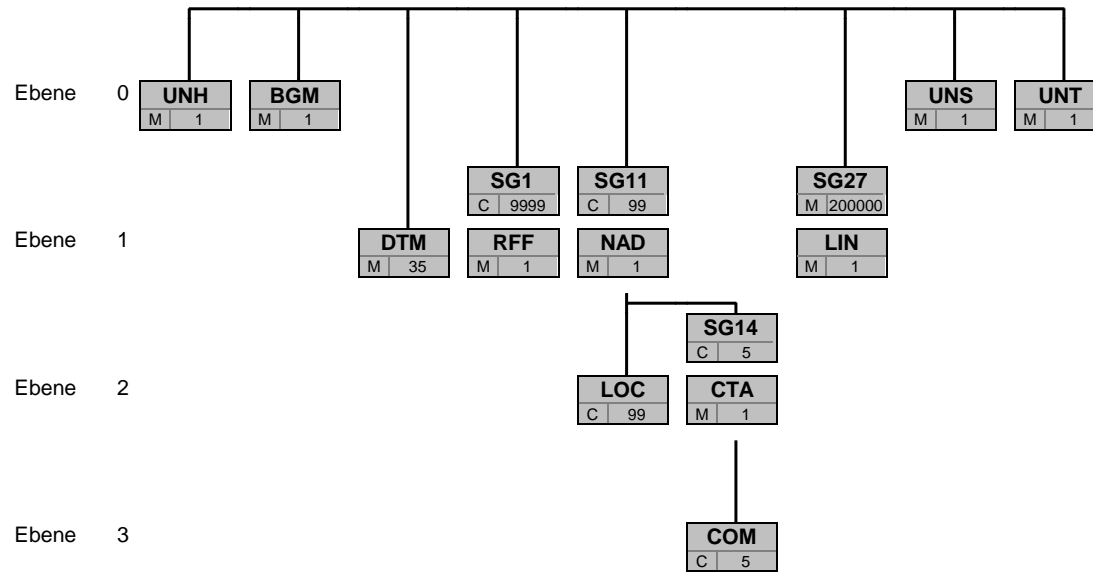 Ebene 0 UNH BGM UNS UNT
M 1 M 1 M 1 M 1
SG1 SG11 SG27
C 9999 C 99 M 200000
Ebene 1 DTM RFF NAD LIN
M 35 M 1 M 1 M 1
SG14
C 5
Ebene 2 LOC CTA
C 99 M 1
Ebene 3 COM
C 5